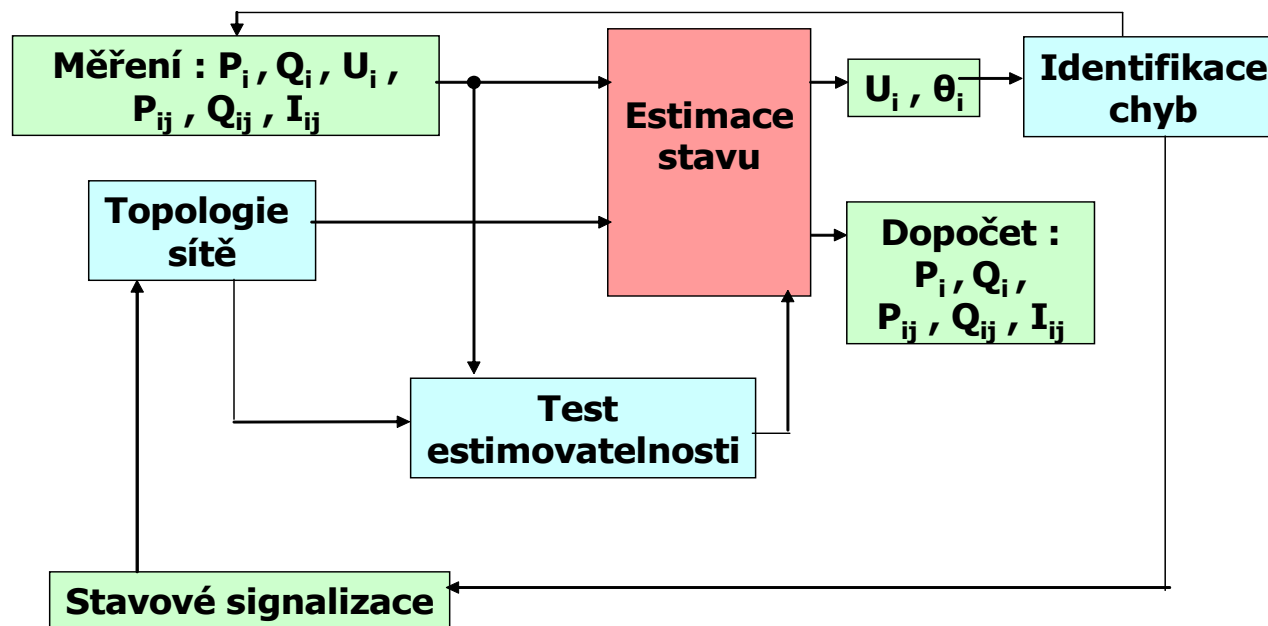 Měření : Pi , Qi , Ui ,
Pij , Qij , Iij
Estimace
stavu
Ui , θi
Identifikace
chyb
Topologie
sítě
Dopočet :
Pi , Qi ,
Pij , Qij , Iij
Test
estimovatelnosti
Stavové signalizace